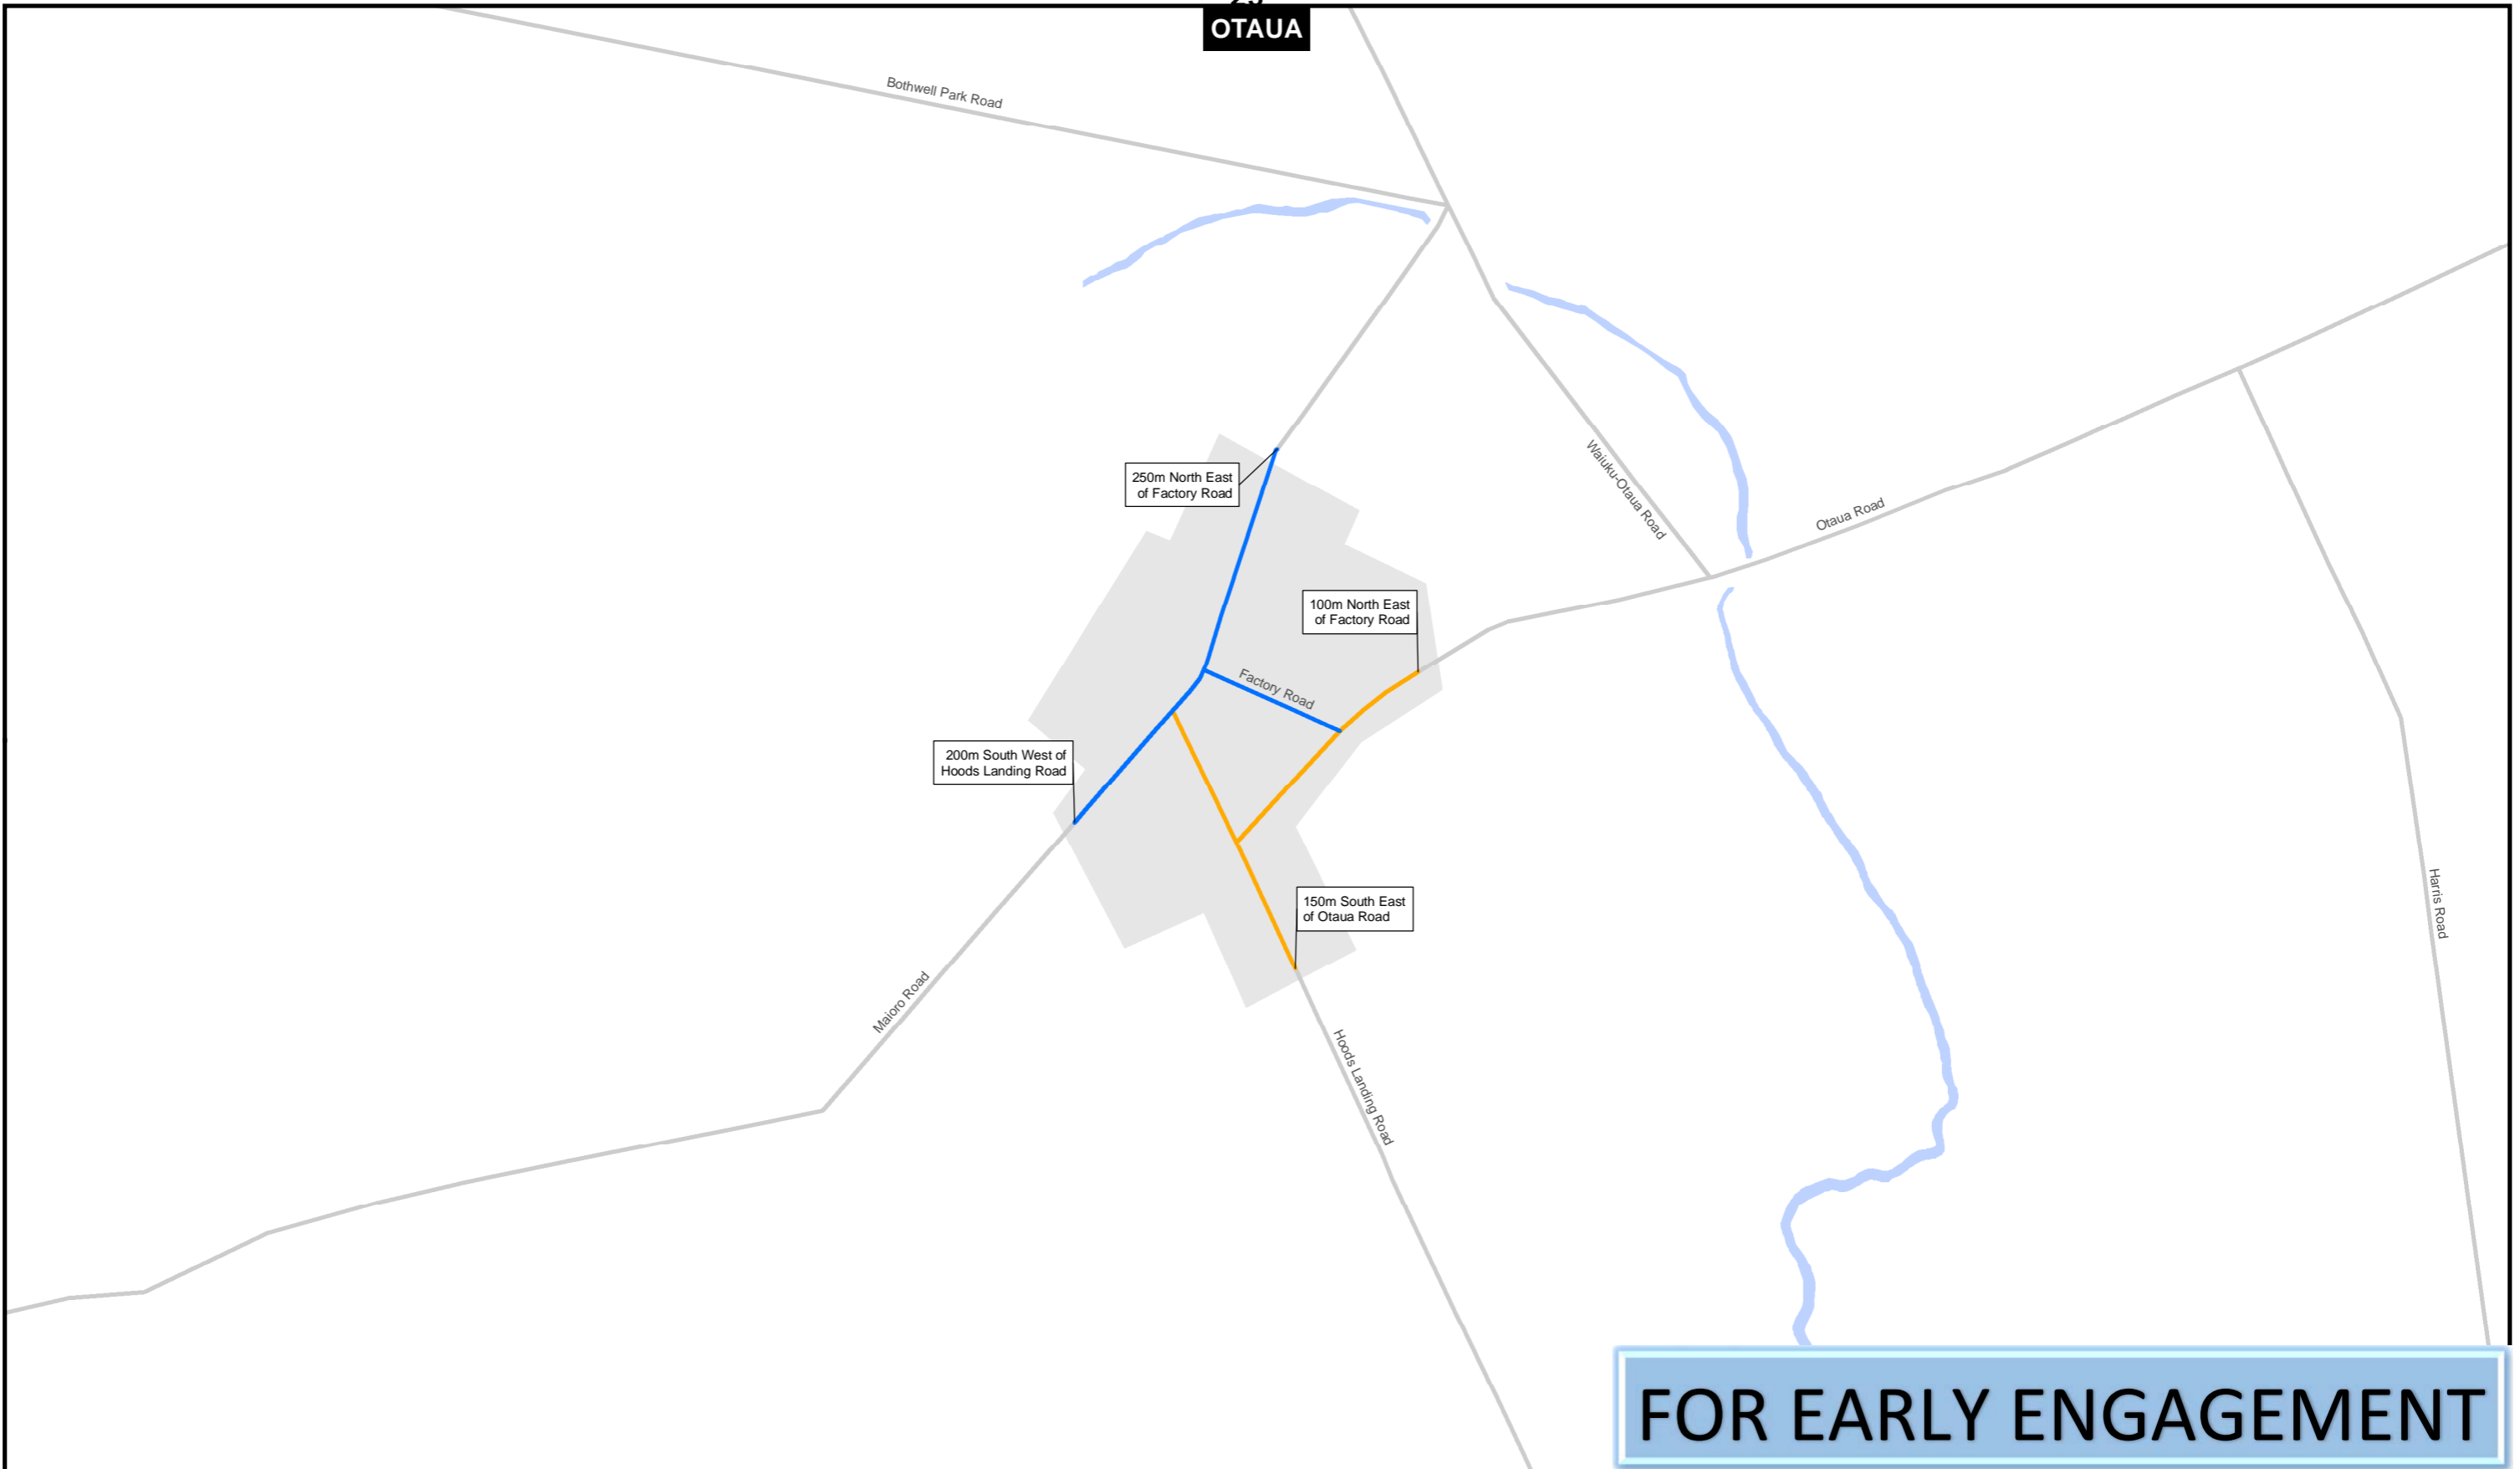 OTAUA
Bothwell Park Road
250m North East
of Factory Road
Waiuku-Otaua Road
Otaua Road
100m North East
of Factory Road
Factory Road
200m South West of
Hoods Landing Road
150m South East
of Otaua Road
Harris Road
Maioro Road
Hoods Landing Road
FOR EARLY ENGAGEMENT